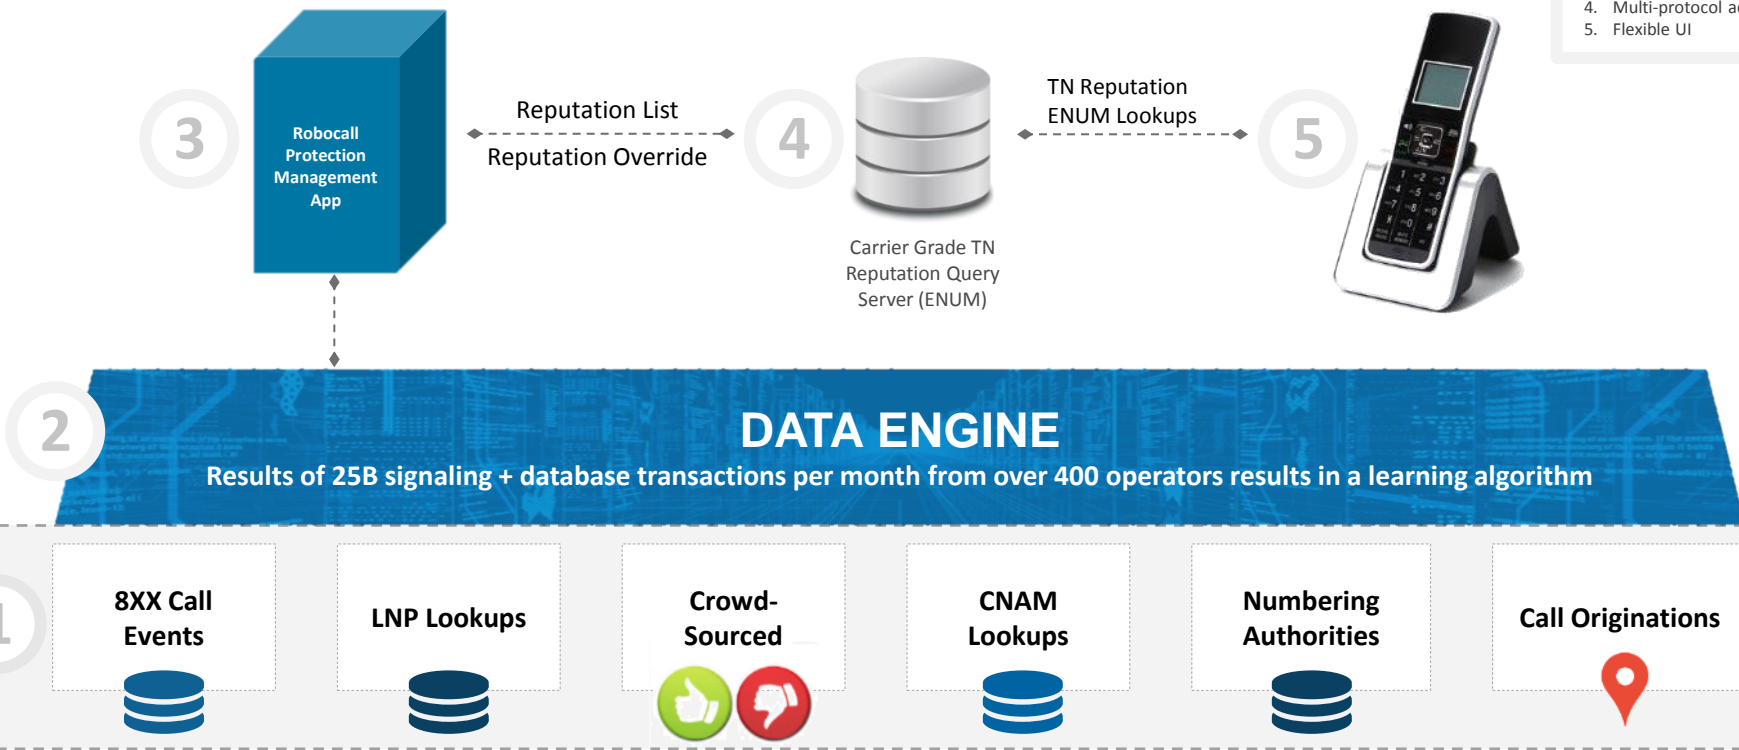 4. Multi-protocol
5. Flexible UI
3
Robocall
Protection
Management
App
Reputation List
Reputation Override
4
Carrier Grade TN
Reputation Query
Server (ENUM)
TN Reputation
ENUM Lookups
5
2
DATA ENGINE
Results of 25B signaling + database transactions per month from over 400 operators results in a learning algorithm
1
8XX Call
Events
LNP Lookups
Crowd-
Sourced
CNAM
Lookups
Numbering
Authorities
Call Originations